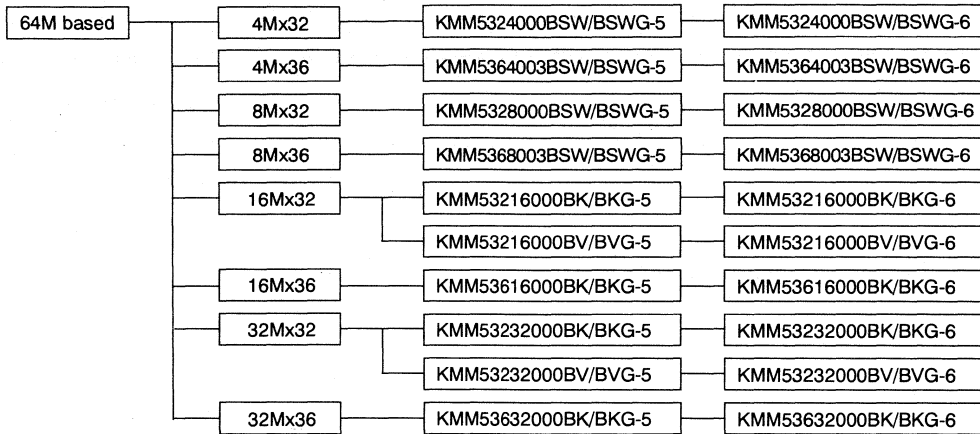 64M based 4Mx32 KMM5324000BSW/BSWG-5 KMM5324000BSW/BSWG-6
4Mx36 KMM5364003BSW/BSWG-5 KMM5364003BSW/BSWG-6
8Mx32 KMM5328000BSW/BSWG-5 KMM5328000BSW/BSWG-6
8Mx36 KMM5368003BSW/BSWG-5 KMM5368003BSW/BSWG-6
16Mx32 KMM53216000BK/BKG-5 KMM53216000BK/BKG-6
KMM53216000BV/BVG-5 KMM53216000BV/BVG-6
16Mx36 KMM53616000BK/BKG-5 KMM53616000BK/BKG-6
32Mx32 KMM53232000BK/BKG-5 KMM53232000BK/BKG-6
KMM53232000BV/BVG-5 KMM53232000BV/BVG-6
32Mx36 KMM53632000BK/BKG-5 KMM53632000BK/BKG-6